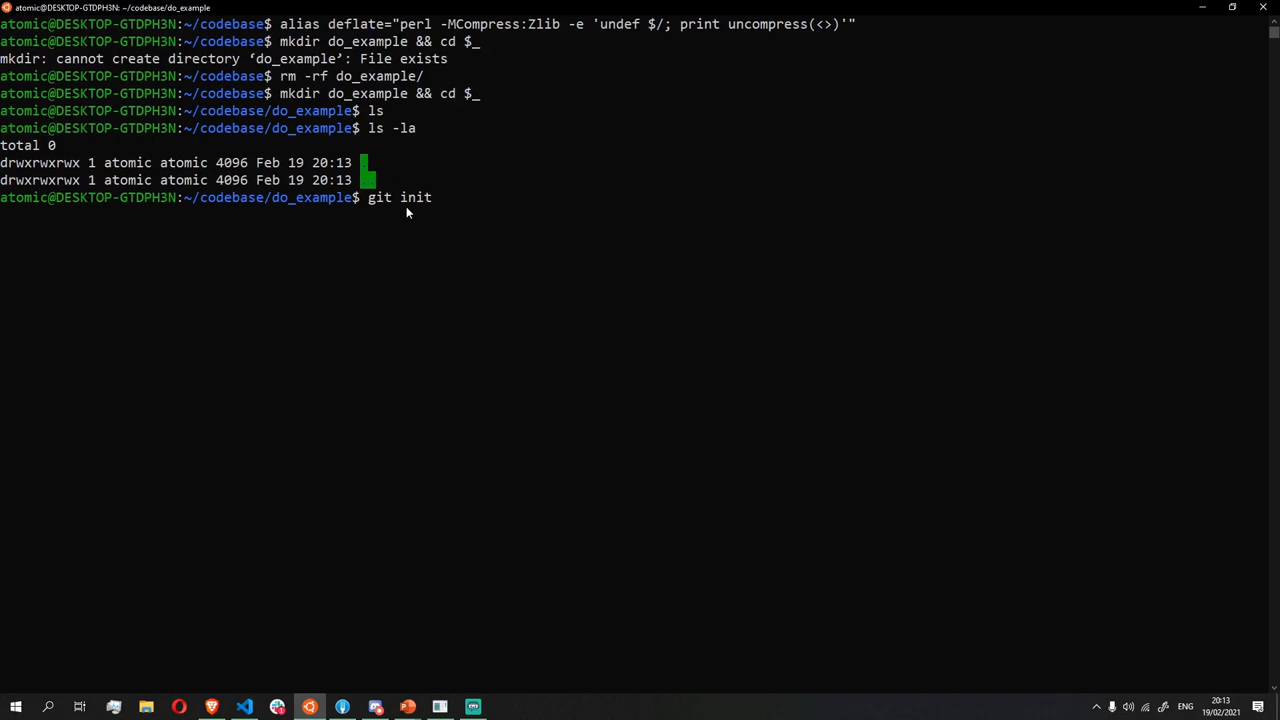 atomic@DESKTOP-GTDPH3N: ~/codebase/do_example
atomic@DESKTOP-GTDPH3N:~/codebase$ alias deflate="perl -MCompress:Zlib -e 'undef $/; print uncompress(<>)'"
atomic@DESKTOP-GTDPH3N:~/codebase$ mkdir do_example && cd $_
mkdir: cannot create directory ‘do_example’: File exists
atomic@DESKTOP-GTDPH3N:~/codebase$ rm -rf do_example/
atomic@DESKTOP-GTDPH3N:~/codebase$ mkdir do_example && cd $_
atomic@DESKTOP-GTDPH3N:~/codebase/do_example$ ls
atomic@DESKTOP-GTDPH3N:~/codebase/do_example$ ls -la
total 0
drwxrwxrwx 1 atomic atomic 4096 Feb 19 20:13 .
drwxrwxrwx 1 atomic atomic 4096 Feb 19 20:13 ..
atomic@DESKTOP-GTDPH3N:~/codebase/do_example$ git init
ENG
20:13
19/02/2021